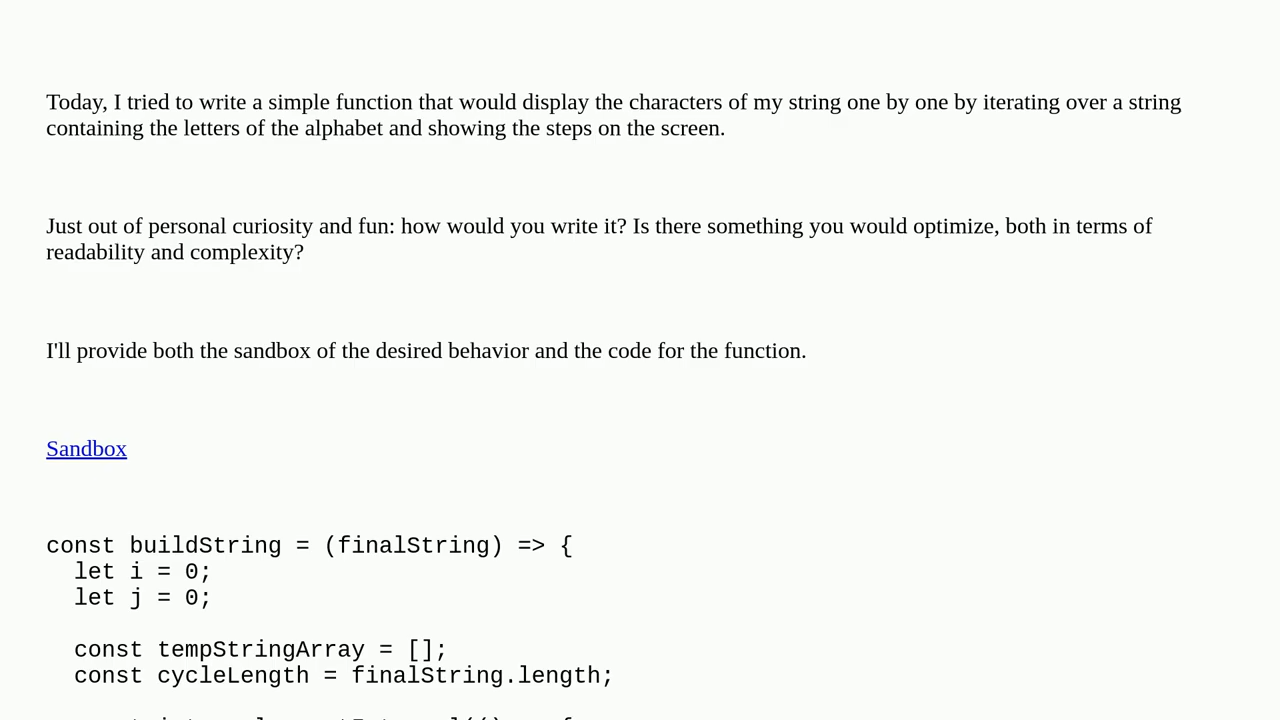 Today, I tried to write a simple function that would display the characters of my string one by one by iterating over a string
containing the letters of the alphabet and showing the steps on the screen.
Just out of personal curiosity and fun: how would you write it? Is there something you would optimize, both in terms of
readability and complexity?
I'll provide both the sandbox of the desired behavior and the code for the function.
Sandbox
const buildString = (finalString) => {
  let i = 0;
  let j = 0;
  const tempStringArray = [];
  const cycleLength = finalString.length;